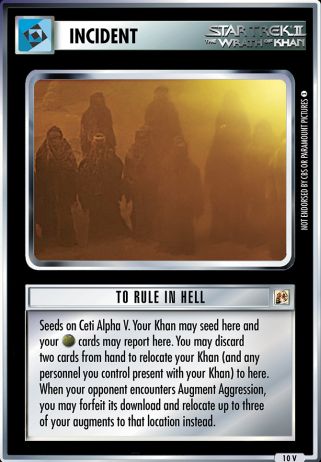 INCIDENT
STAR TREK II
THE WRATH OF KHAN
NOT ENDORSED BY CBS OR PARAMOUNT PICTURES
TO RULE IN HELL
Seeds on Ceti Alpha V. Your Khan may seed here and
your cards may report here. You may discard
two cards from hand to relocate your Khan (and any
personnel you control present with your Khan) to here.
When your opponent encounters Augment Aggression,
you may forfeit its download and relocate up to three
of your augments to that location instead.
10 V